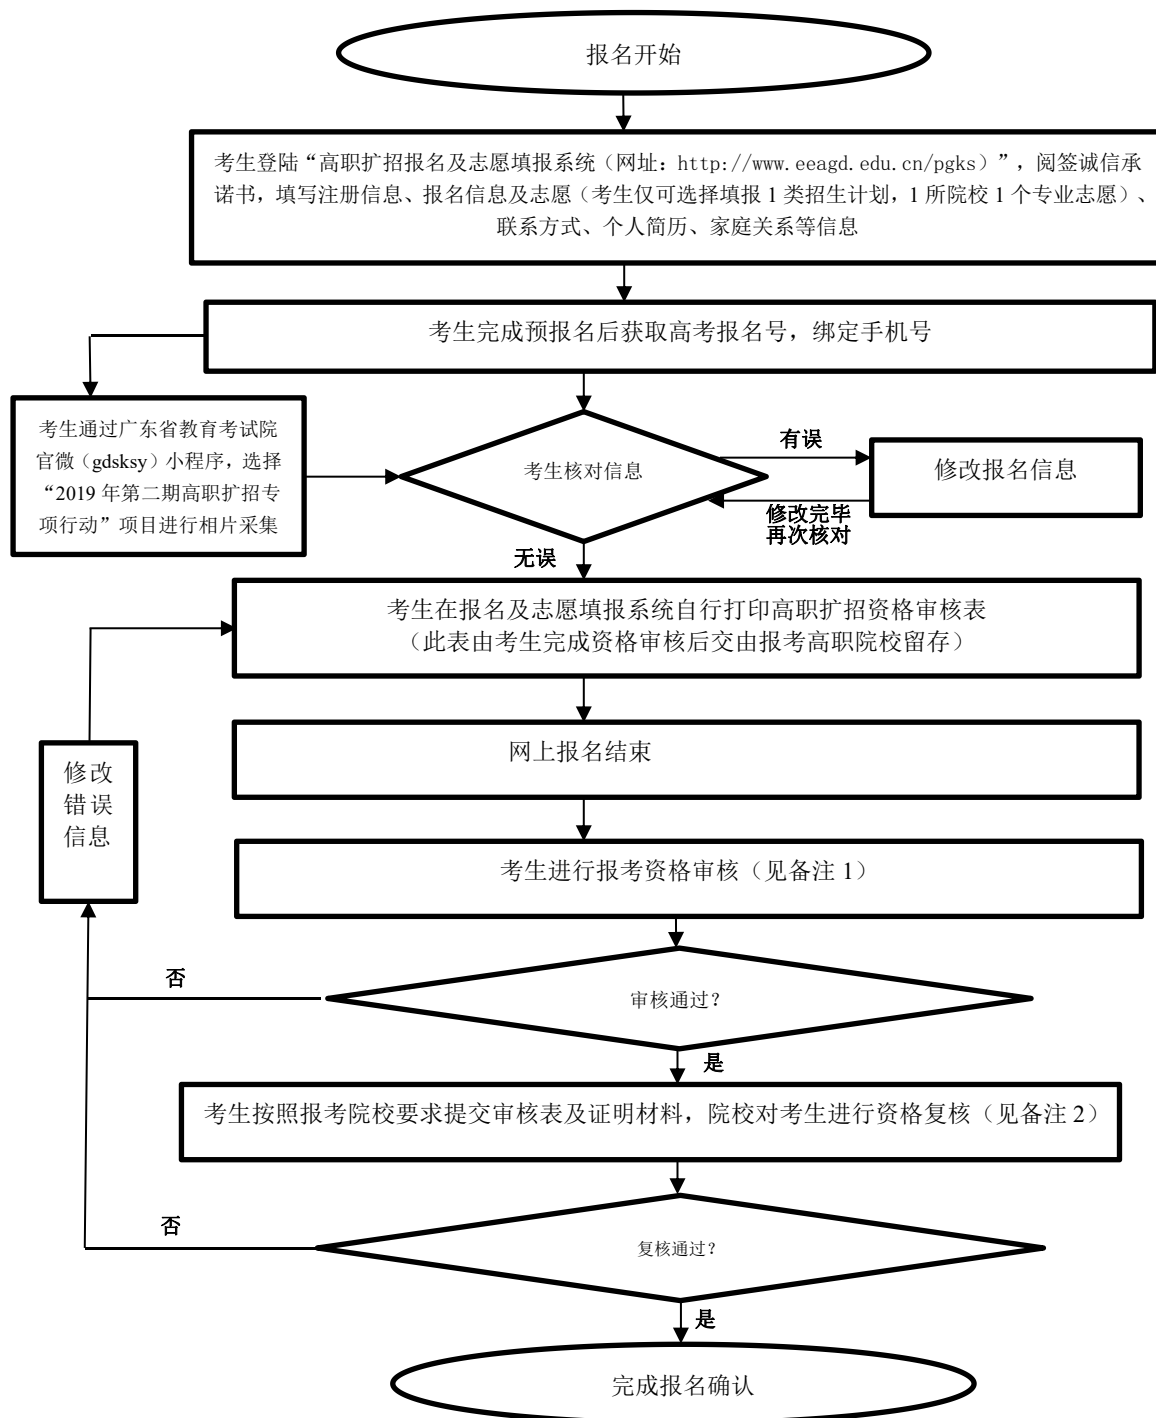 报名开始
考生登陆“高职扩招报名及志愿填报系统（网址：http://www.eeagd.edu.cn/pgks）”，阅签诚信承
诺书，填写注册信息、报名信息及志愿（考生仅可选择填报 1 类招生计划，1 所院校 1 个专业志愿）、
联系方式、个人简历、家庭关系等信息
考生完成预报名后获取高考报名号，绑定手机号
考生通过广东省教育考试院
官微（gdsksy）小程序，选择
“2019 年第二期高职扩招专
项行动”项目进行相片采集
考生核对信息
有误
修改报名信息
修改完毕
再次核对
无误
考生在报名及志愿填报系统自行打印高职扩招资格审核表
（此表由考生完成资格审核后交由报考高职院校留存）
网上报名结束
修改
错误
信息
考生进行报考资格审核（见备注 1）
否
审核通过？
是
考生按照报考院校要求提交审核表及证明材料，院校对考生进行资格复核（见备注 2）
否
复核通过？
是
完成报名确认